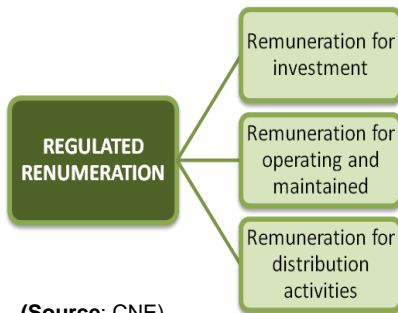 Remuneration for
investment
REGULATED
RENUMERATION
Remuneration for
operating and
maintained
Remuneration for
distribution
activities
(Source: CNE)